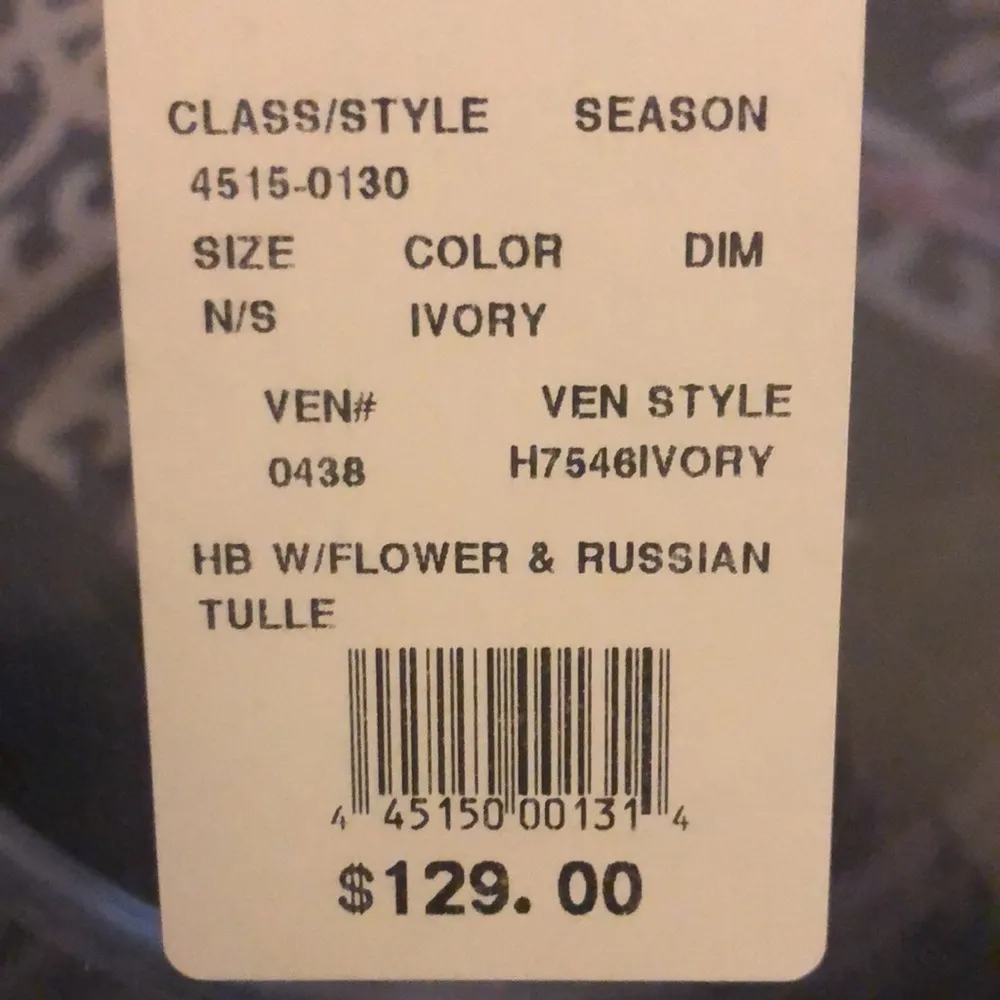 CLASS/STYLE SEASON
4515-0130
SIZE COLOR DIM
N/S IVORY
VEN# VEN STYLE
0438 H7546IVORY
HB W/FLOWER & RUSSIAN
TULLE
4 45150 00131 4
$129.00